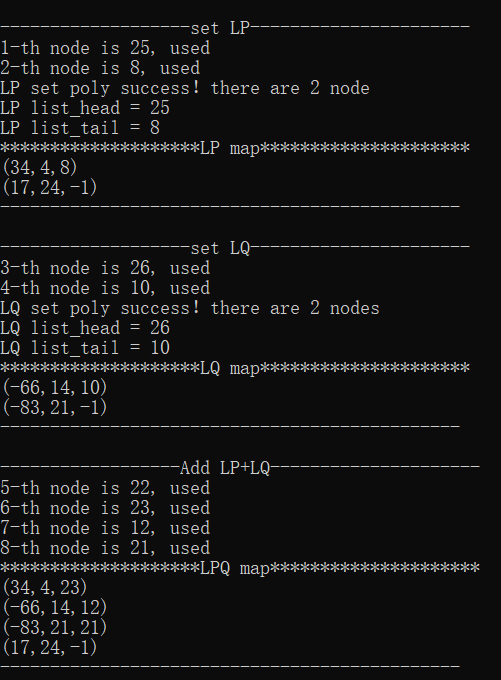 -------------------set LP----------------------
1-th node is 25, used
2-th node is 8, used
LP set poly success! there are 2 node
LP list_head = 25
LP list_tail = 8
********************LP map*********************
(34,4,8)
(17,24,-1)
----------------------------------------------
-------------------set LQ----------------------
3-th node is 26, used
4-th node is 10, used
LQ set poly success! there are 2 nodes
LQ list_head = 26
LQ list_tail = 10
********************LQ map*********************
(-66,14,10)
(-83,21,-1)
----------------------------------------------
------------------Add LP+LQ---------------------
5-th node is 22, used
6-th node is 23, used
7-th node is 12, used
8-th node is 21, used
********************LPQ map*********************
(34,4,23)
(-66,14,12)
(-83,21,21)
(17,24,-1)
----------------------------------------------